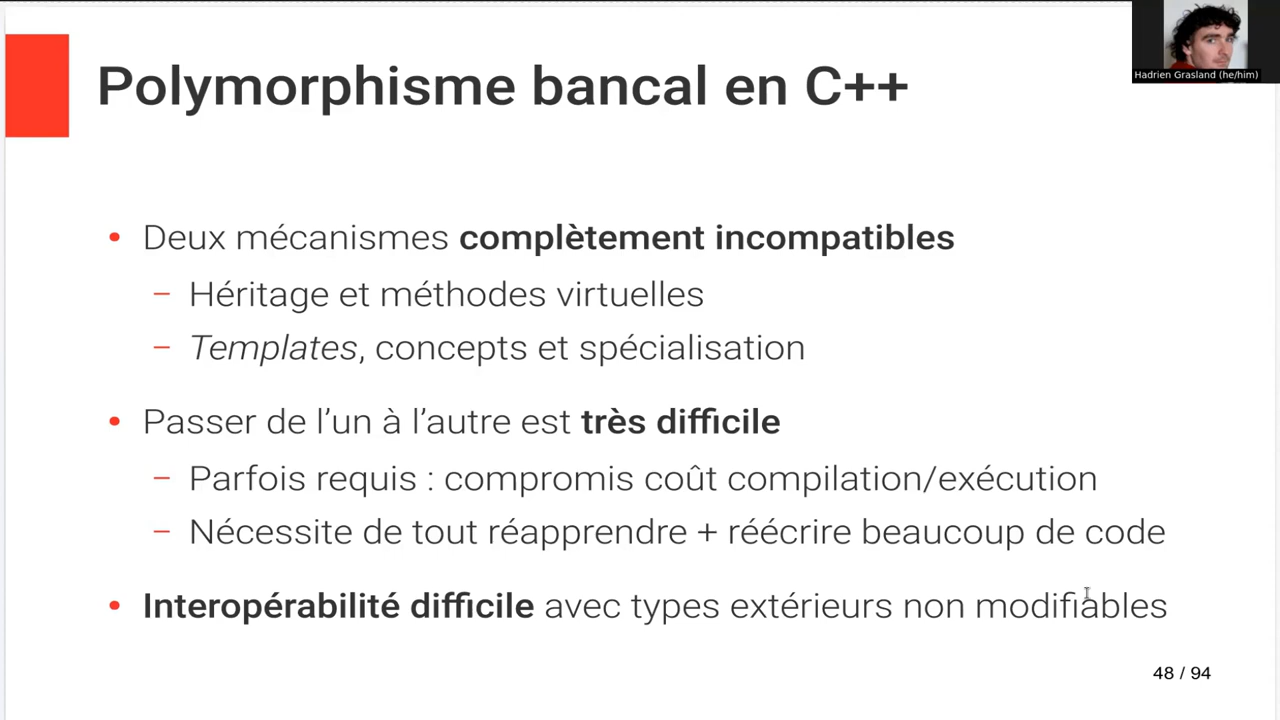 Hadrien Grasland (he/him)
Polymorphisme bancal en C++
• Deux mécanismes complètement incompatibles
– Héritage et méthodes virtuelles
– Templates, concepts et spécialisation
• Passer de l’un à l’autre est très difficile
– Parfois requis : compromis coût compilation/exécution
– Nécessite de tout réapprendre + réécrire beaucoup de code
• Interopérabilité difficile avec types extérieurs non modifiables
48 / 94